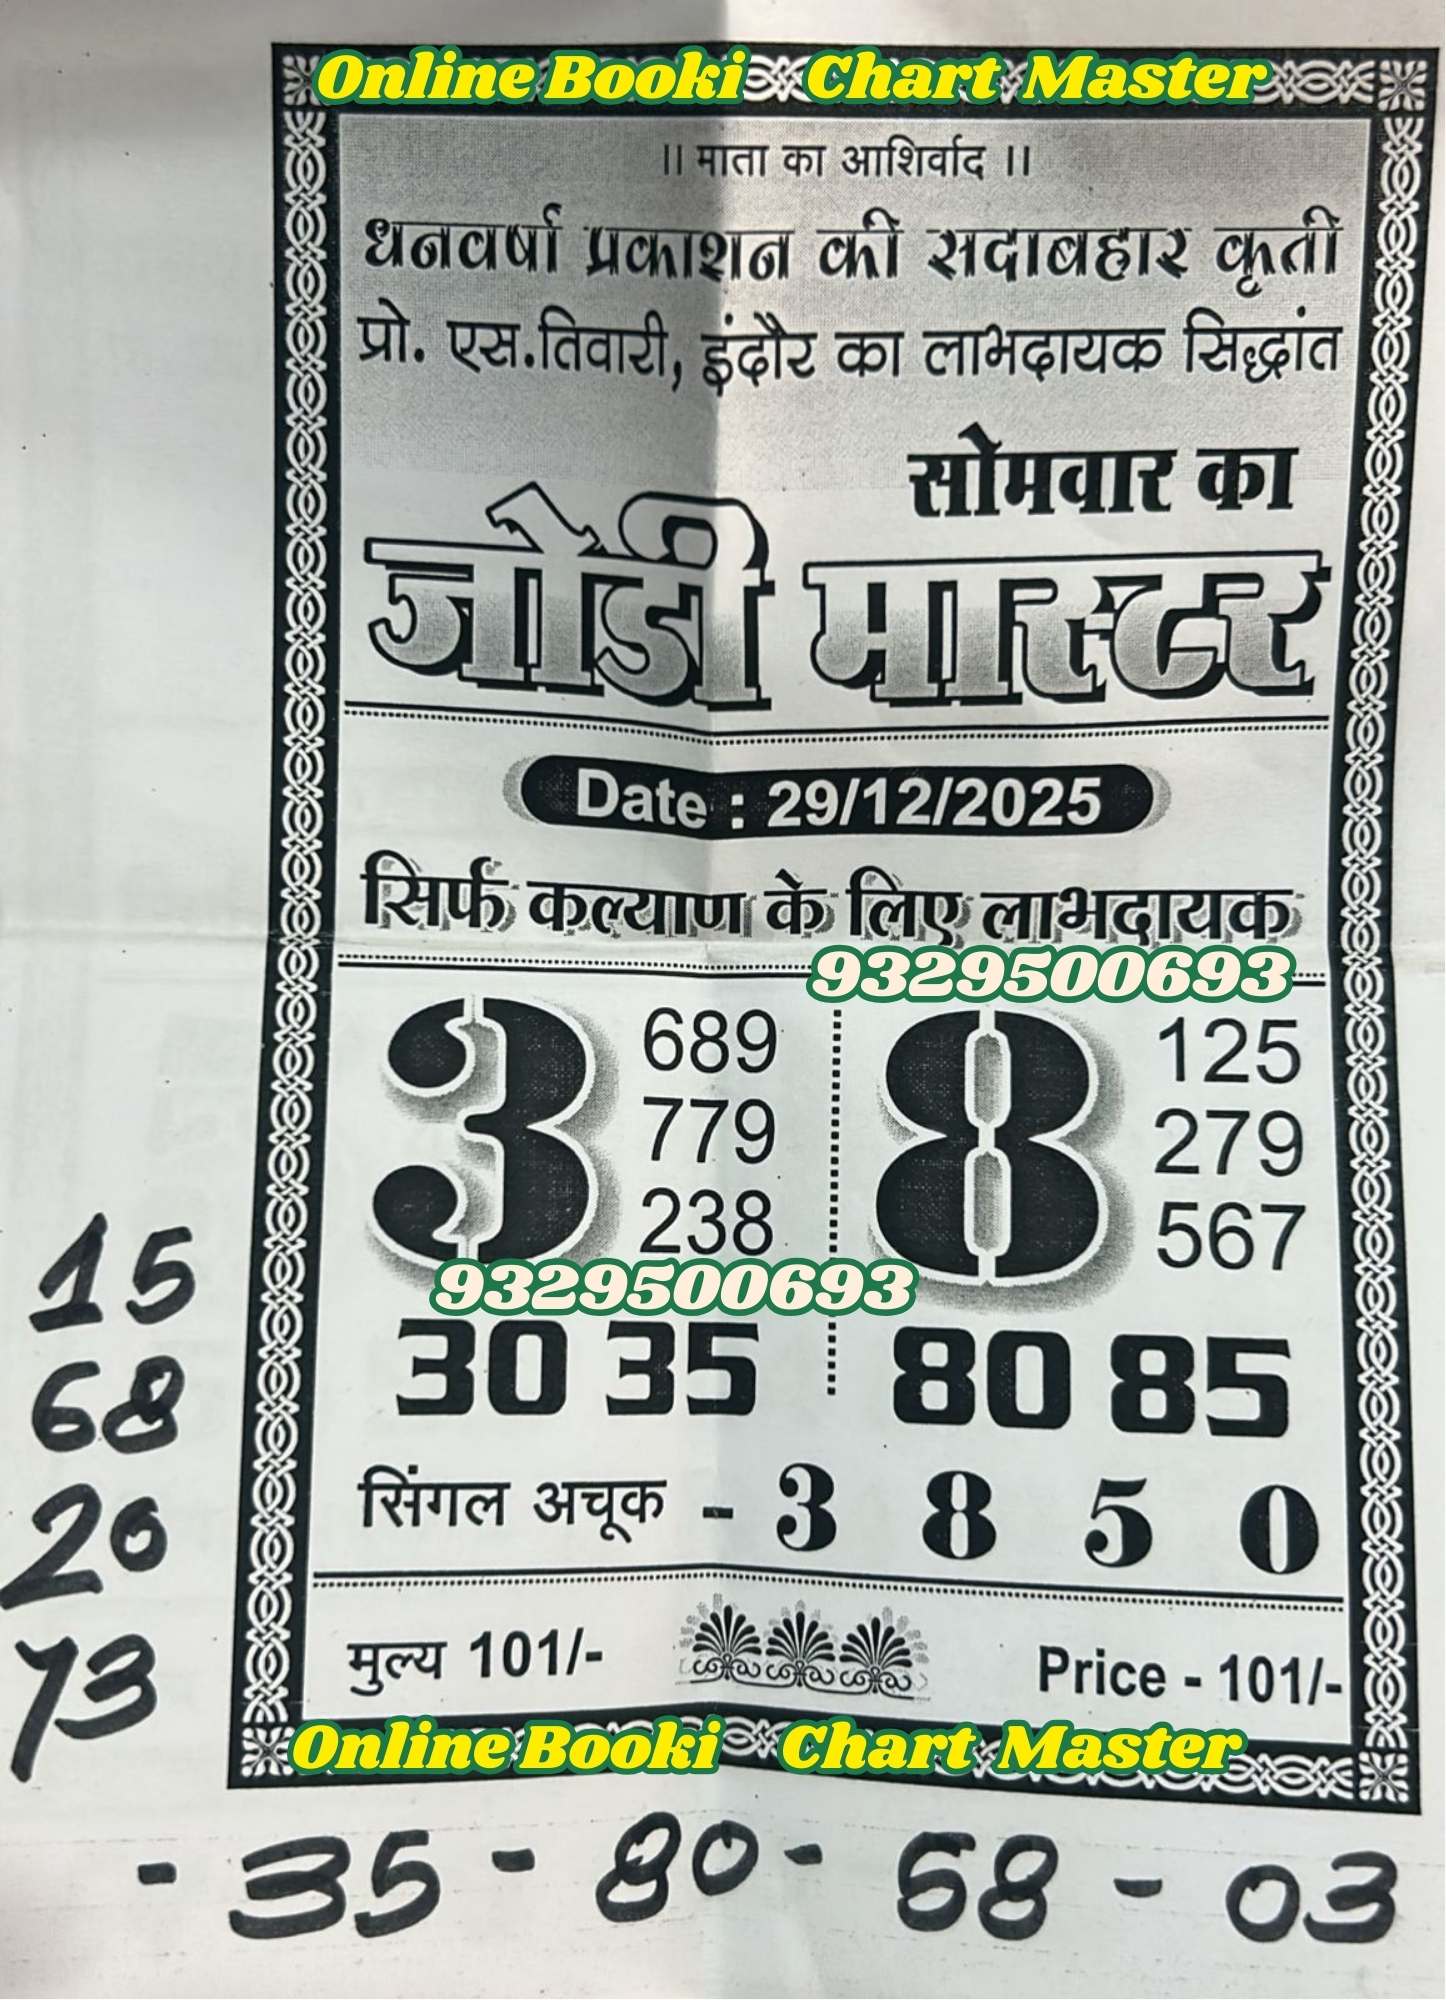 Online Booki Chart Master
|| माता का आशिर्वाद ||
धनवर्षा प्रकाशन की सदाबहार कृती
प्रो. एस.तिवारी, इंदौर का लाभदायक सिद्धांत
सोमवार का
जोडी मास्टर
Date : 29/12/2025
सिर्फ कल्याण के लिए लाभदायक
9329500693
3 689 8 125
779 279
238 567
9329500693
30 35 80 85
सिंगल अचूक - 3 8 5 0
मुल्य 101/- Price - 101/-
Online Booki Chart Master
15
68
20
73
- 35 - 80 - 68 - 03